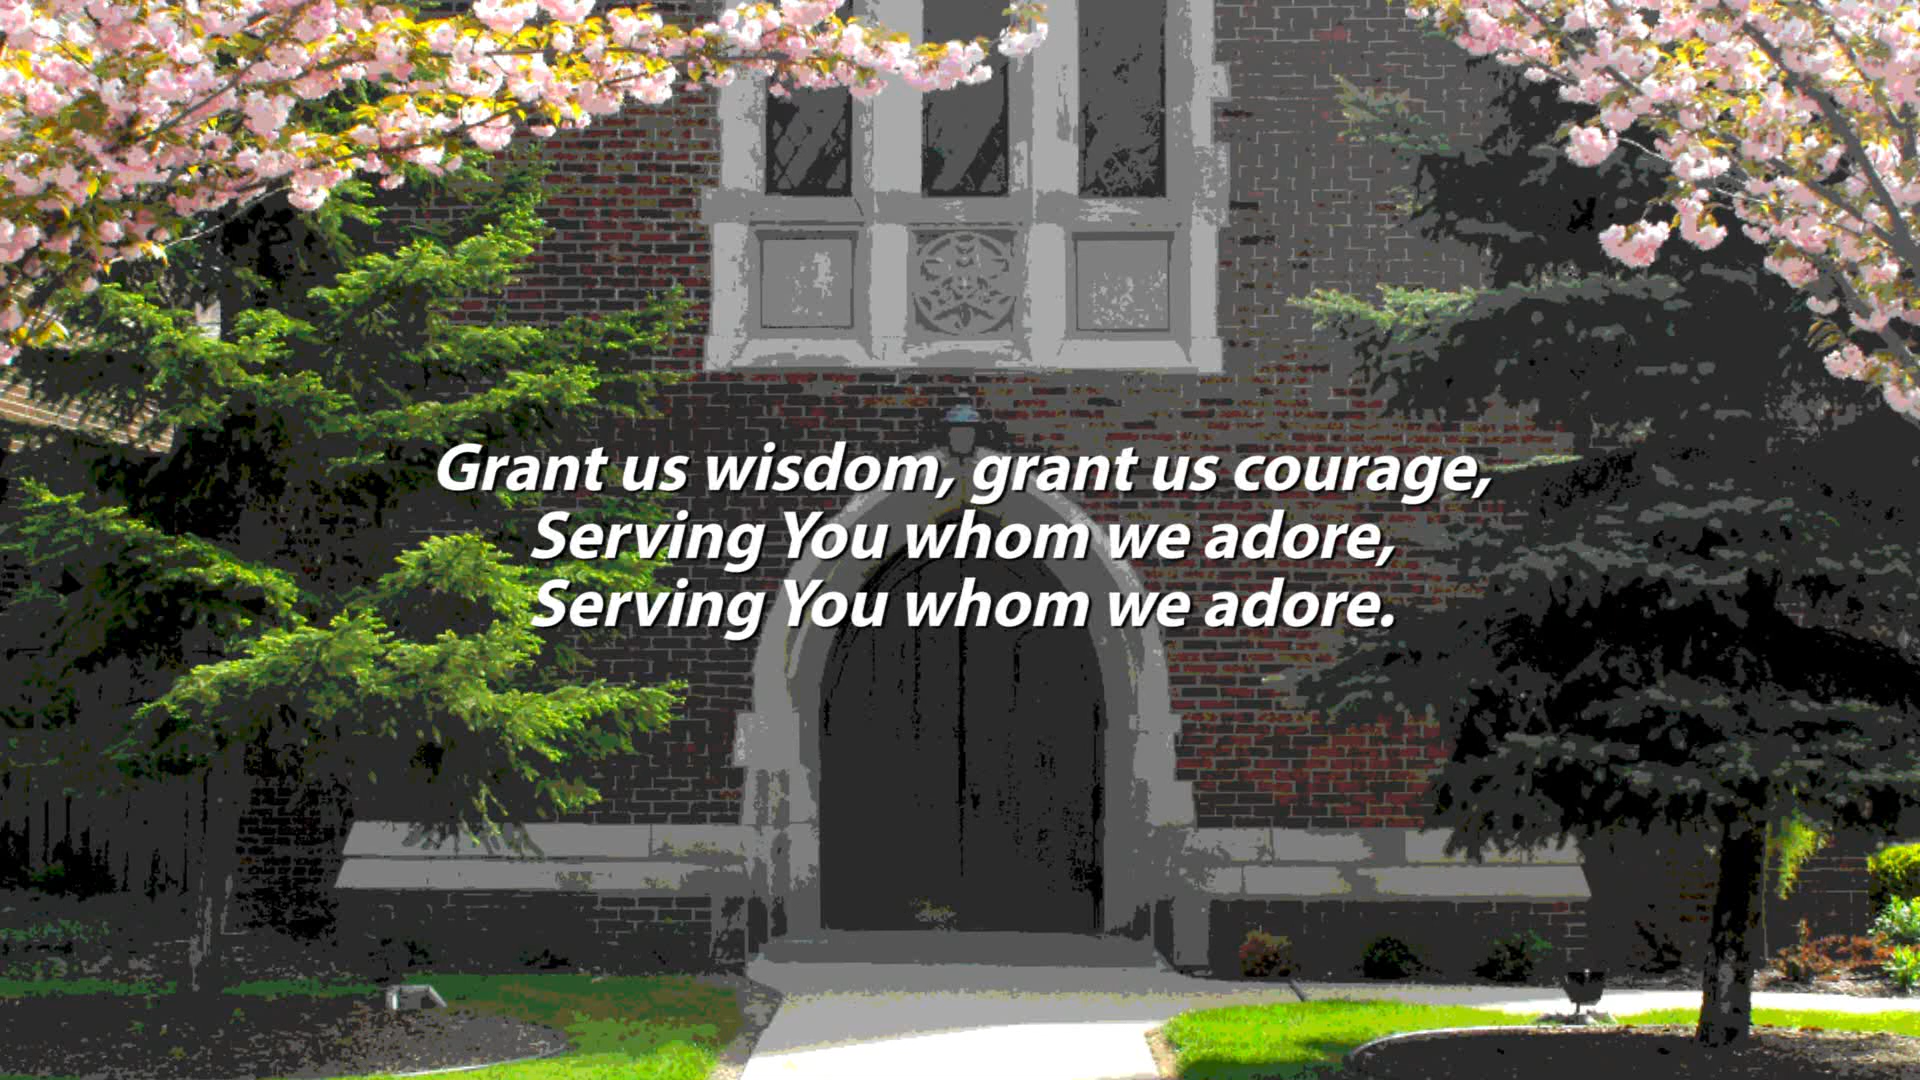 Grant us wisdom, grant us courage,
Serving You whom we adore,
Serving You whom we adore.